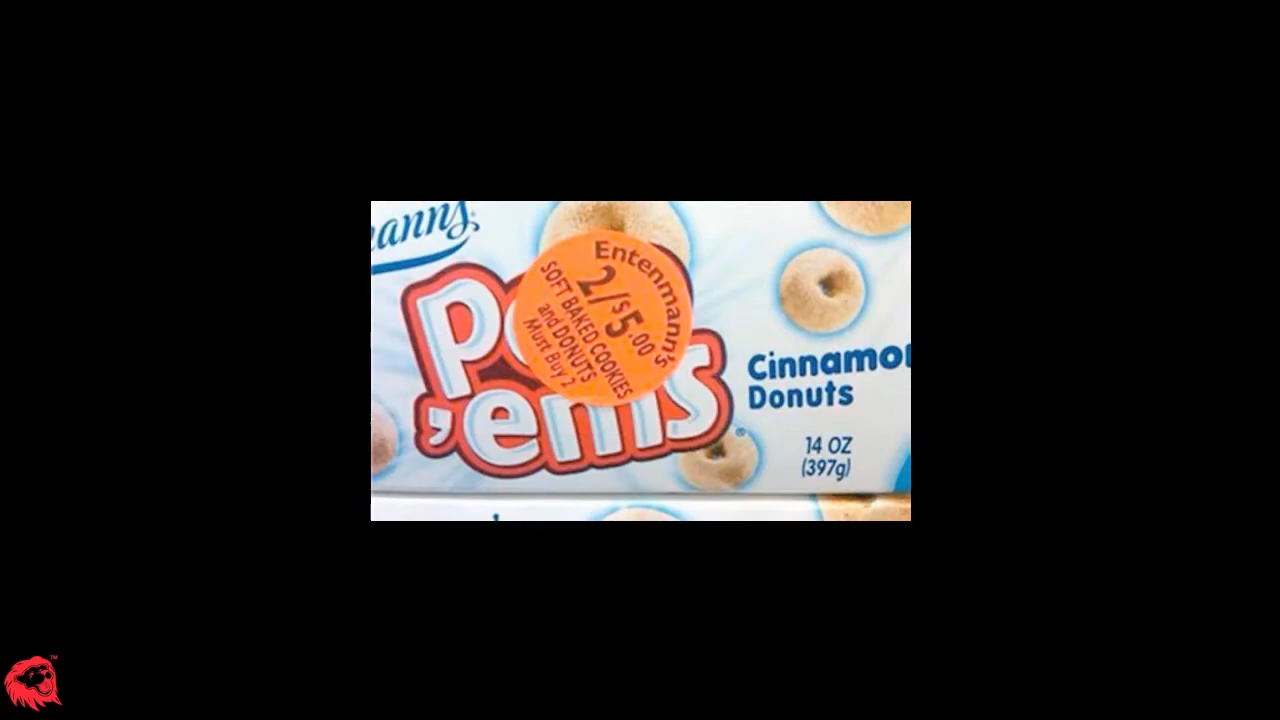 anns
Entenmann's
2/$5.00
SOFT BAKED COOKIES
and DONUTS
Must Buy 2
'ems
Cinnamon
Donuts
14 OZ
(397g)